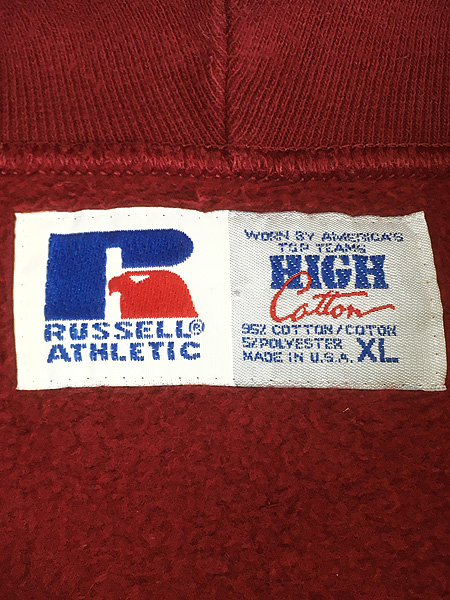 RUSSELL®
ATHLETIC
WORN BY AMERICA'S
TOP TEAMS
HIGH
Cotton
95% COTTON/COTON
5% POLYESTER
MADE IN U.S.A. XL